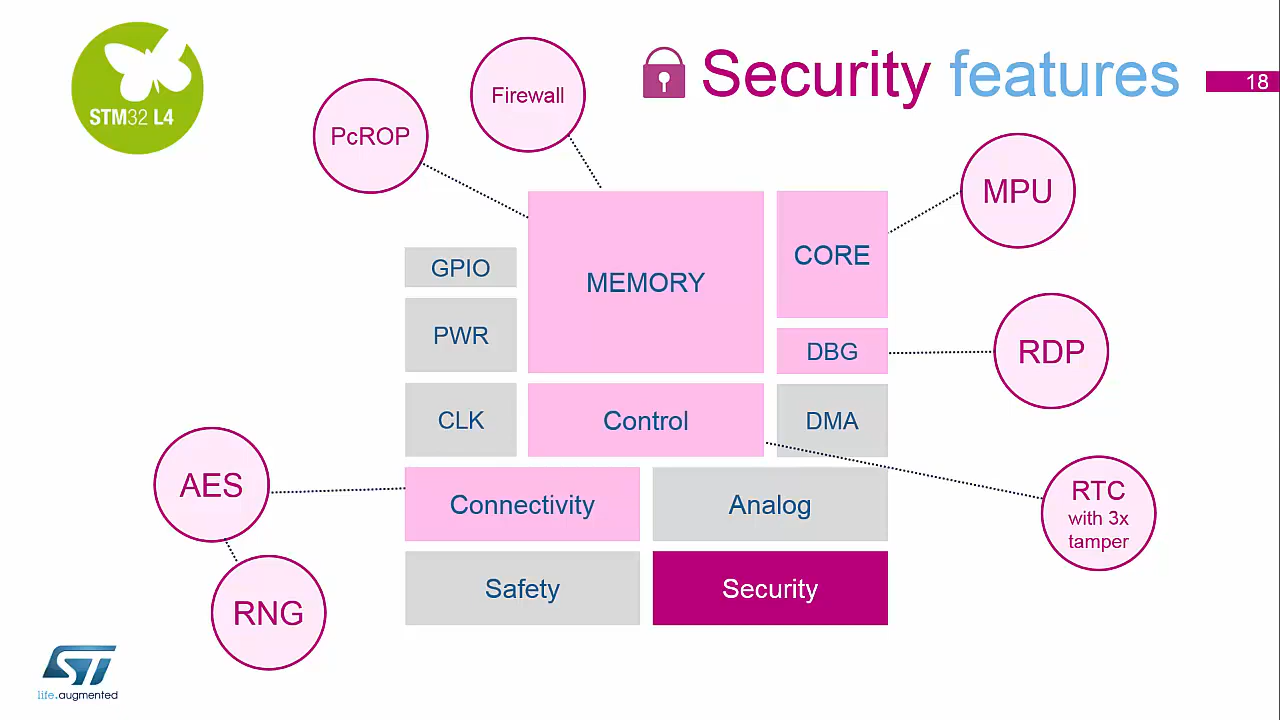 Security features
18
STM32 L4
PcROP
Firewall
MPU
MEMORY
CORE
GPIO
PWR
DBG
RDP
CLK
Control
DMA
AES
Connectivity
Analog
RTC
with 3x
tamper
Safety
Security
RNG
ST
life.augmented